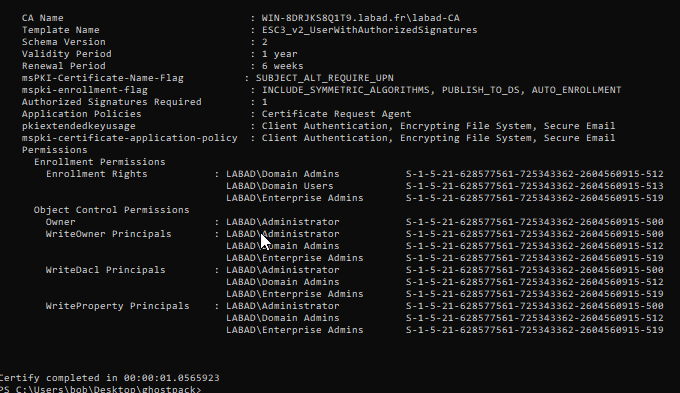 CA Name : WIN-8DRJKS8Q1T9.labad.fr\labad-CA
Template Name : ESC3_v2_UserWithAuthorizedSignatures
Schema Version : 2
Validity Period : 1 year
Renewal Period : 6 weeks
msPKI-Certificate-Name-Flag : SUBJECT_ALT_REQUIRE_UPN
mspki-enrollment-flag : INCLUDE_SYMMETRIC_ALGORITHMS, PUBLISH_TO_DS, AUTO_ENROLLMENT
Authorized Signatures Required : 1
Application Policies : Certificate Request Agent
pkiextendedkeyusage : Client Authentication, Encrypting File System, Secure Email
mspki-certificate-application-policy : Client Authentication, Encrypting File System, Secure Email
Permissions
Enrollment Permissions
Enrollment Rights : LABAD\Domain Admins S-1-5-21-628577561-725343362-2604560915-512
LABAD\Domain Users S-1-5-21-628577561-725343362-2604560915-513
LABAD\Enterprise Admins S-1-5-21-628577561-725343362-2604560915-519
Object Control Permissions
Owner : LABAD\Administrator S-1-5-21-628577561-725343362-2604560915-500
WriteOwner Principals : LABAD\Administrator S-1-5-21-628577561-725343362-2604560915-500
LABAD\Domain Admins S-1-5-21-628577561-725343362-2604560915-512
LABAD\Enterprise Admins S-1-5-21-628577561-725343362-2604560915-519
WriteDacl Principals : LABAD\Administrator S-1-5-21-628577561-725343362-2604560915-500
LABAD\Domain Admins S-1-5-21-628577561-725343362-2604560915-512
LABAD\Enterprise Admins S-1-5-21-628577561-725343362-2604560915-519
WriteProperty Principals : LABAD\Administrator S-1-5-21-628577561-725343362-2604560915-500
LABAD\Domain Admins S-1-5-21-628577561-725343362-2604560915-512
LABAD\Enterprise Admins S-1-5-21-628577561-725343362-2604560915-519
Certify completed in 00:00:01.0565923
PS C:\Users\bob\Desktop\ghostpack>